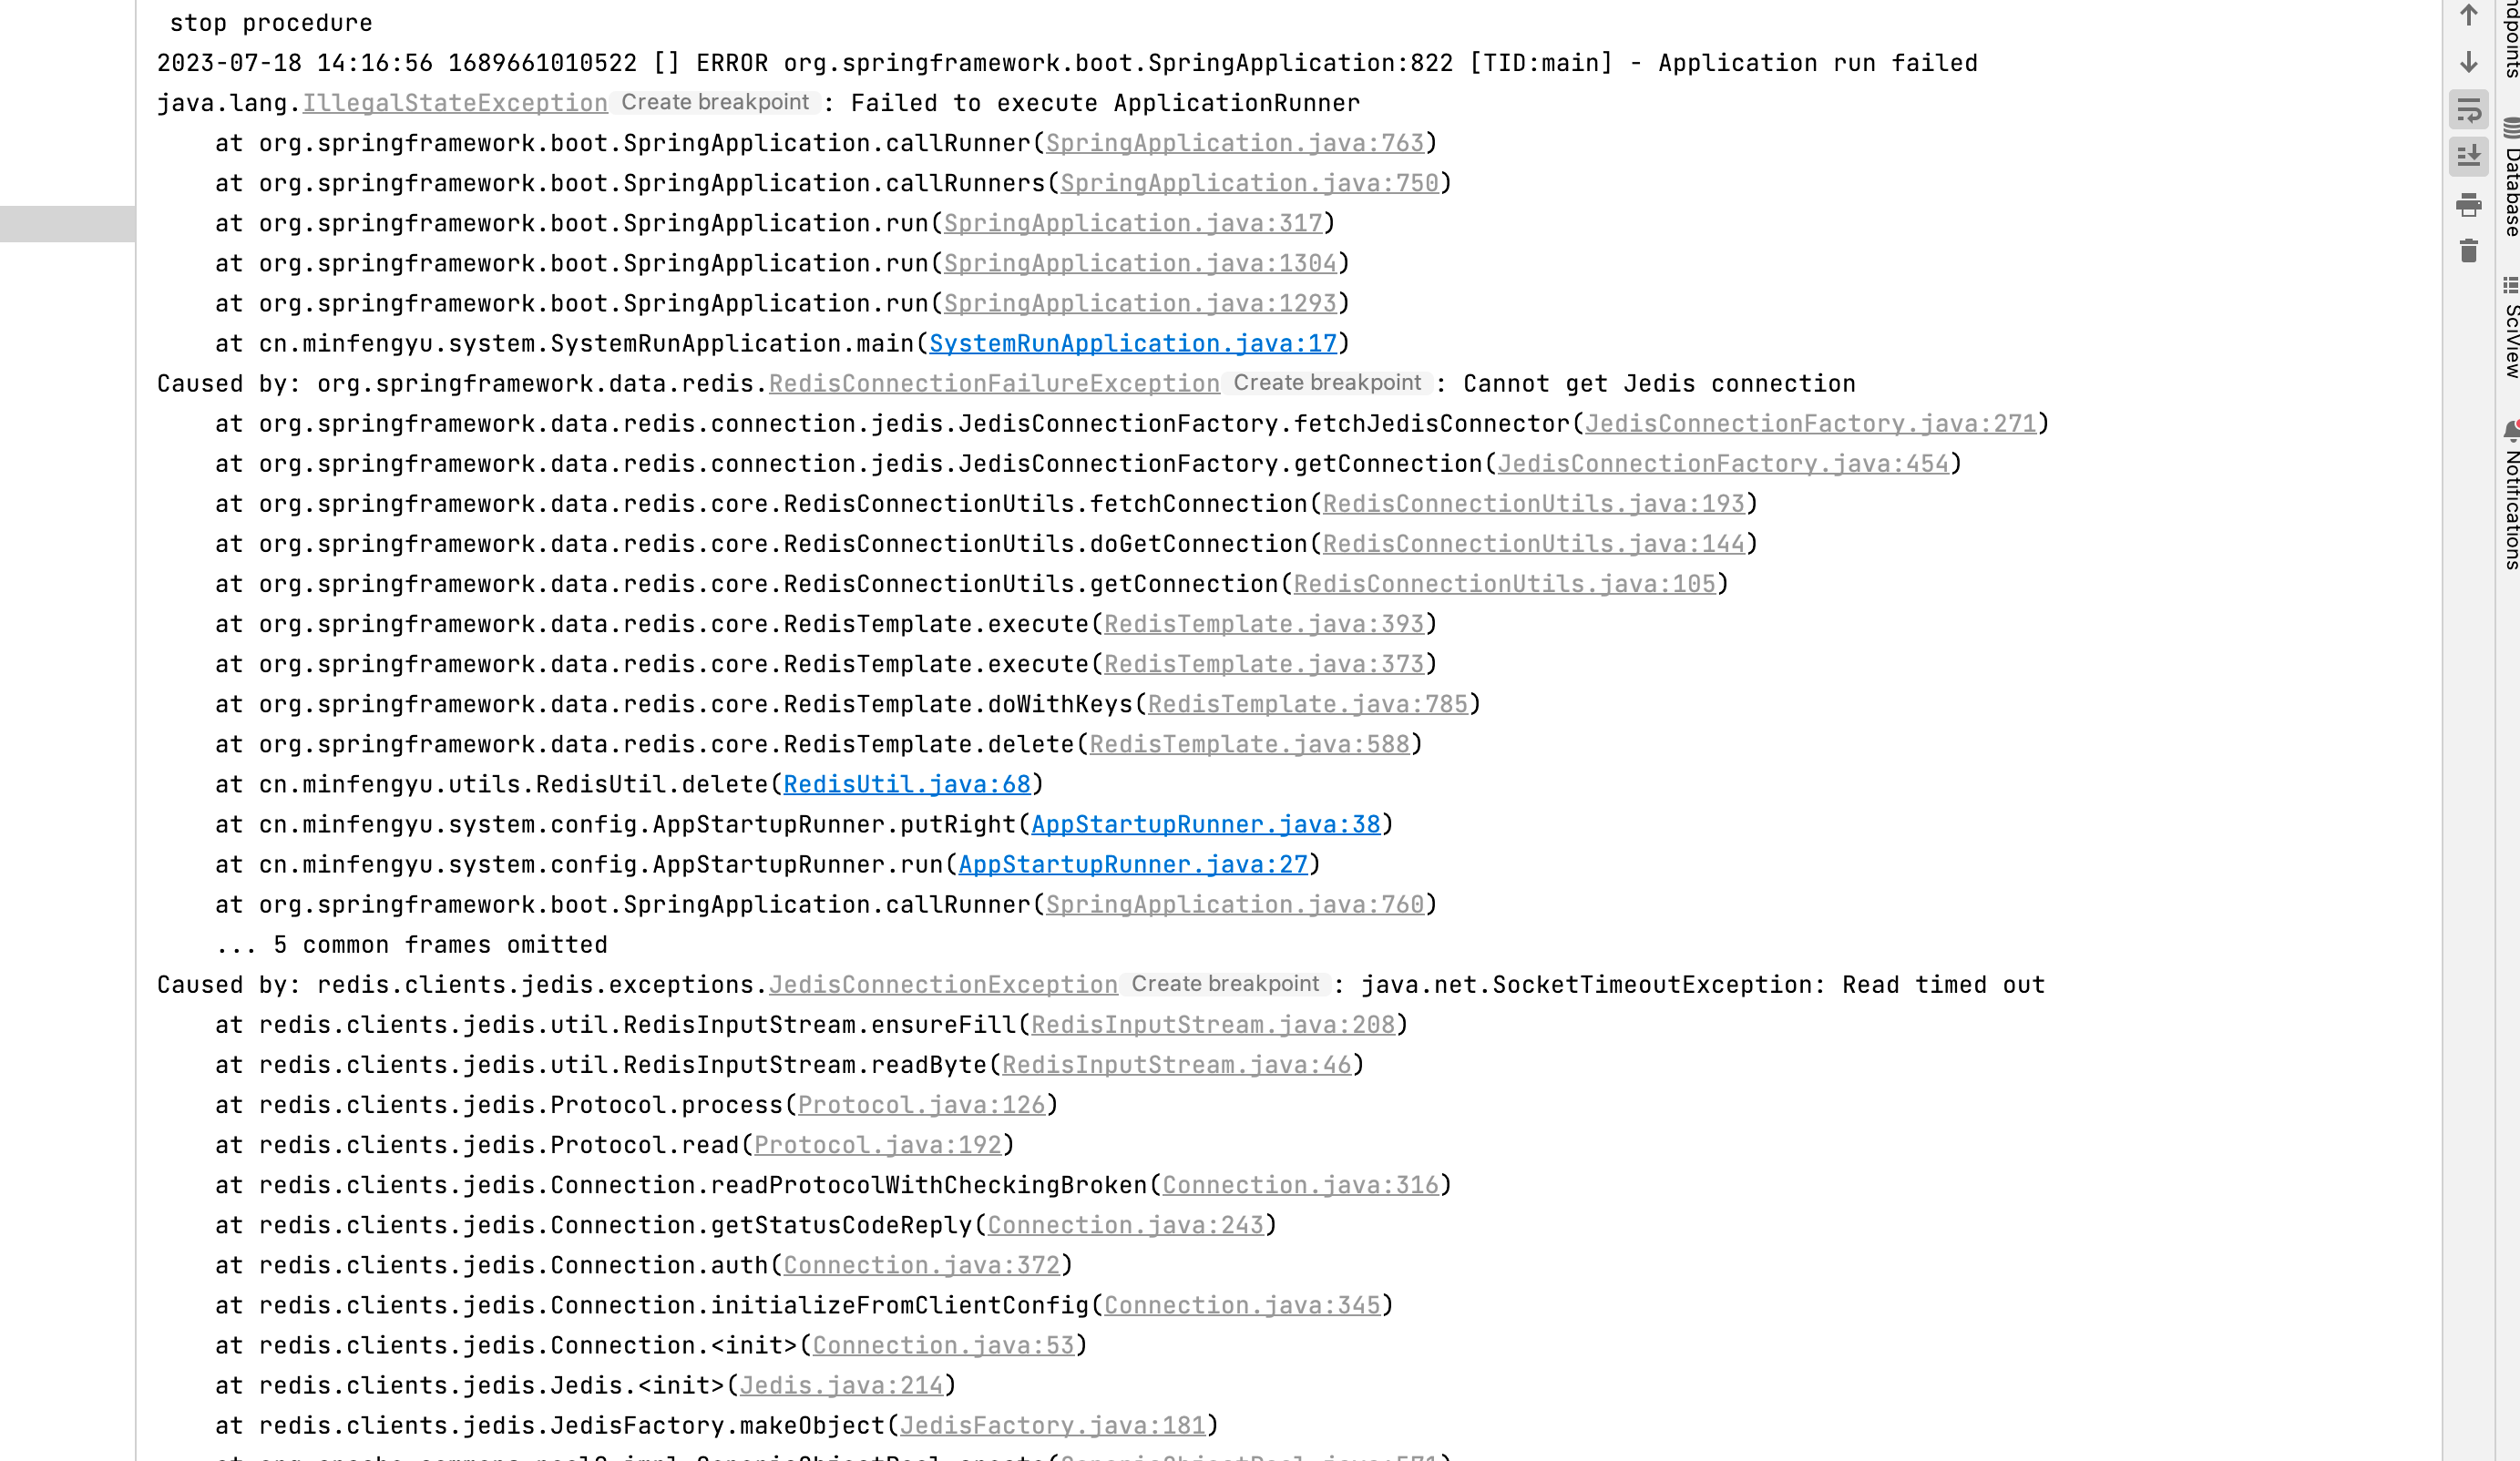 stop procedure
2023-07-18 14:16:56 1689661010522 [] ERROR org.springframework.boot.SpringApplication:822 [TID:main] - Application run failed
java.lang.IllegalStateException Create breakpoint : Failed to execute ApplicationRunner
at org.springframework.boot.SpringApplication.callRunner(SpringApplication.java:763)
at org.springframework.boot.SpringApplication.callRunners(SpringApplication.java:750)
at org.springframework.boot.SpringApplication.run(SpringApplication.java:317)
at org.springframework.boot.SpringApplication.run(SpringApplication.java:1304)
at org.springframework.boot.SpringApplication.run(SpringApplication.java:1293)
at cn.minfengyu.system.SystemRunApplication.main(SystemRunApplication.java:17)
Caused by: org.springframework.data.redis.RedisConnectionFailureException Create breakpoint : Cannot get Jedis connection
at org.springframework.data.redis.connection.jedis.JedisConnectionFactory.fetchJedisConnector(JedisConnectionFactory.java:271)
at org.springframework.data.redis.connection.jedis.JedisConnectionFactory.getConnection(JedisConnectionFactory.java:454)
at org.springframework.data.redis.core.RedisConnectionUtils.fetchConnection(RedisConnectionUtils.java:193)
at org.springframework.data.redis.core.RedisConnectionUtils.doGetConnection(RedisConnectionUtils.java:144)
at org.springframework.data.redis.core.RedisConnectionUtils.getConnection(RedisConnectionUtils.java:105)
at org.springframework.data.redis.core.RedisTemplate.execute(RedisTemplate.java:393)
at org.springframework.data.redis.core.RedisTemplate.execute(RedisTemplate.java:373)
at org.springframework.data.redis.core.RedisTemplate.doWithKeys(RedisTemplate.java:785)
at org.springframework.data.redis.core.RedisTemplate.delete(RedisTemplate.java:588)
at cn.minfengyu.utils.RedisUtil.delete(RedisUtil.java:68)
at cn.minfengyu.system.config.AppStartupRunner.putRight(AppStartupRunner.java:38)
at cn.minfengyu.system.config.AppStartupRunner.run(AppStartupRunner.java:27)
at org.springframework.boot.SpringApplication.callRunner(SpringApplication.java:760)
... 5 common frames omitted
Caused by: redis.clients.jedis.exceptions.JedisConnectionException Create breakpoint : java.net.SocketTimeoutException: Read timed out
at redis.clients.jedis.util.RedisInputStream.ensureFill(RedisInputStream.java:208)
at redis.clients.jedis.util.RedisInputStream.readByte(RedisInputStream.java:46)
at redis.clients.jedis.Protocol.process(Protocol.java:126)
at redis.clients.jedis.Protocol.read(Protocol.java:192)
at redis.clients.jedis.Connection.readProtocolWithCheckingBroken(Connection.java:316)
at redis.clients.jedis.Connection.getStatusCodeReply(Connection.java:243)
at redis.clients.jedis.Connection.auth(Connection.java:372)
at redis.clients.jedis.Connection.initializeFromClientConfig(Connection.java:345)
at redis.clients.jedis.Connection.<init>(Connection.java:53)
at redis.clients.jedis.Jedis.<init>(Jedis.java:214)
at redis.clients.jedis.JedisFactory.makeObject(JedisFactory.java:181)
Database
SciView
Notifications